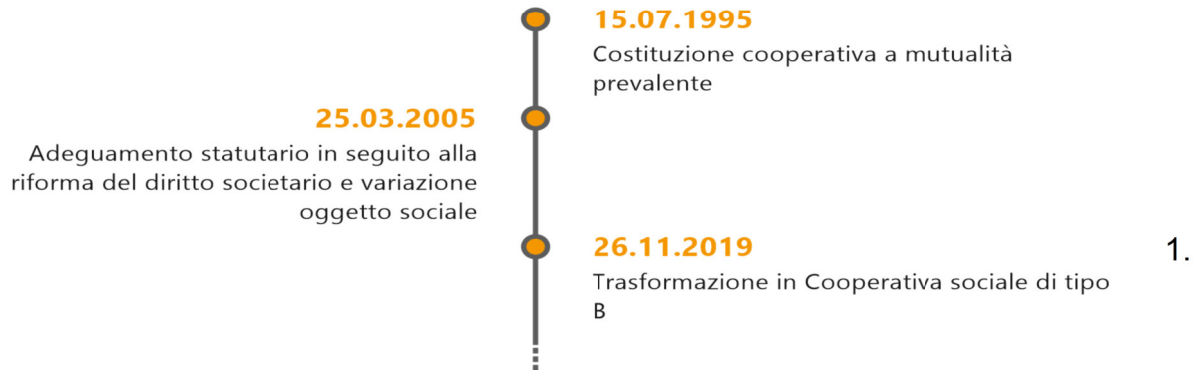 15.07.1995
Costituzione cooperativa a mutualità
prevalente
25.03.2005
Adeguamento statutario in seguito alla
riforma del diritto societario e variazione
oggetto sociale
26.11.2019
Trasformazione in Cooperativa sociale di tipo
B
1.